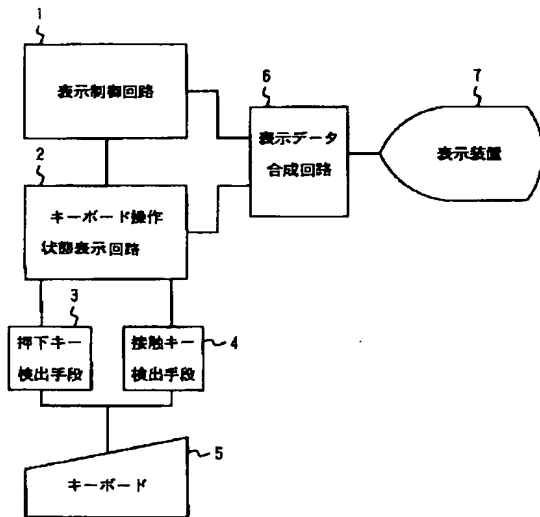 1
表示制御回路
2
キーボード操作
状態表示回路
3
押下キー
検出手段
接触キー
検出手段
4
5
キーボード
6
表示データ
合成回路
7
表示装置